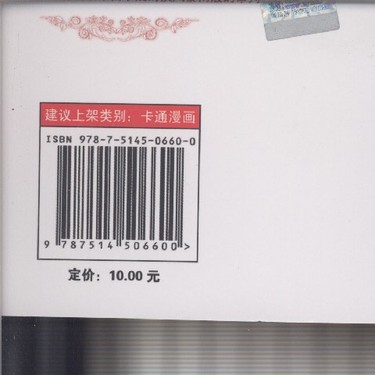 建议上架类别：卡通漫画
ISBN 978-7-5145-0660-0
9 787514 506600>
定价：10.00 元